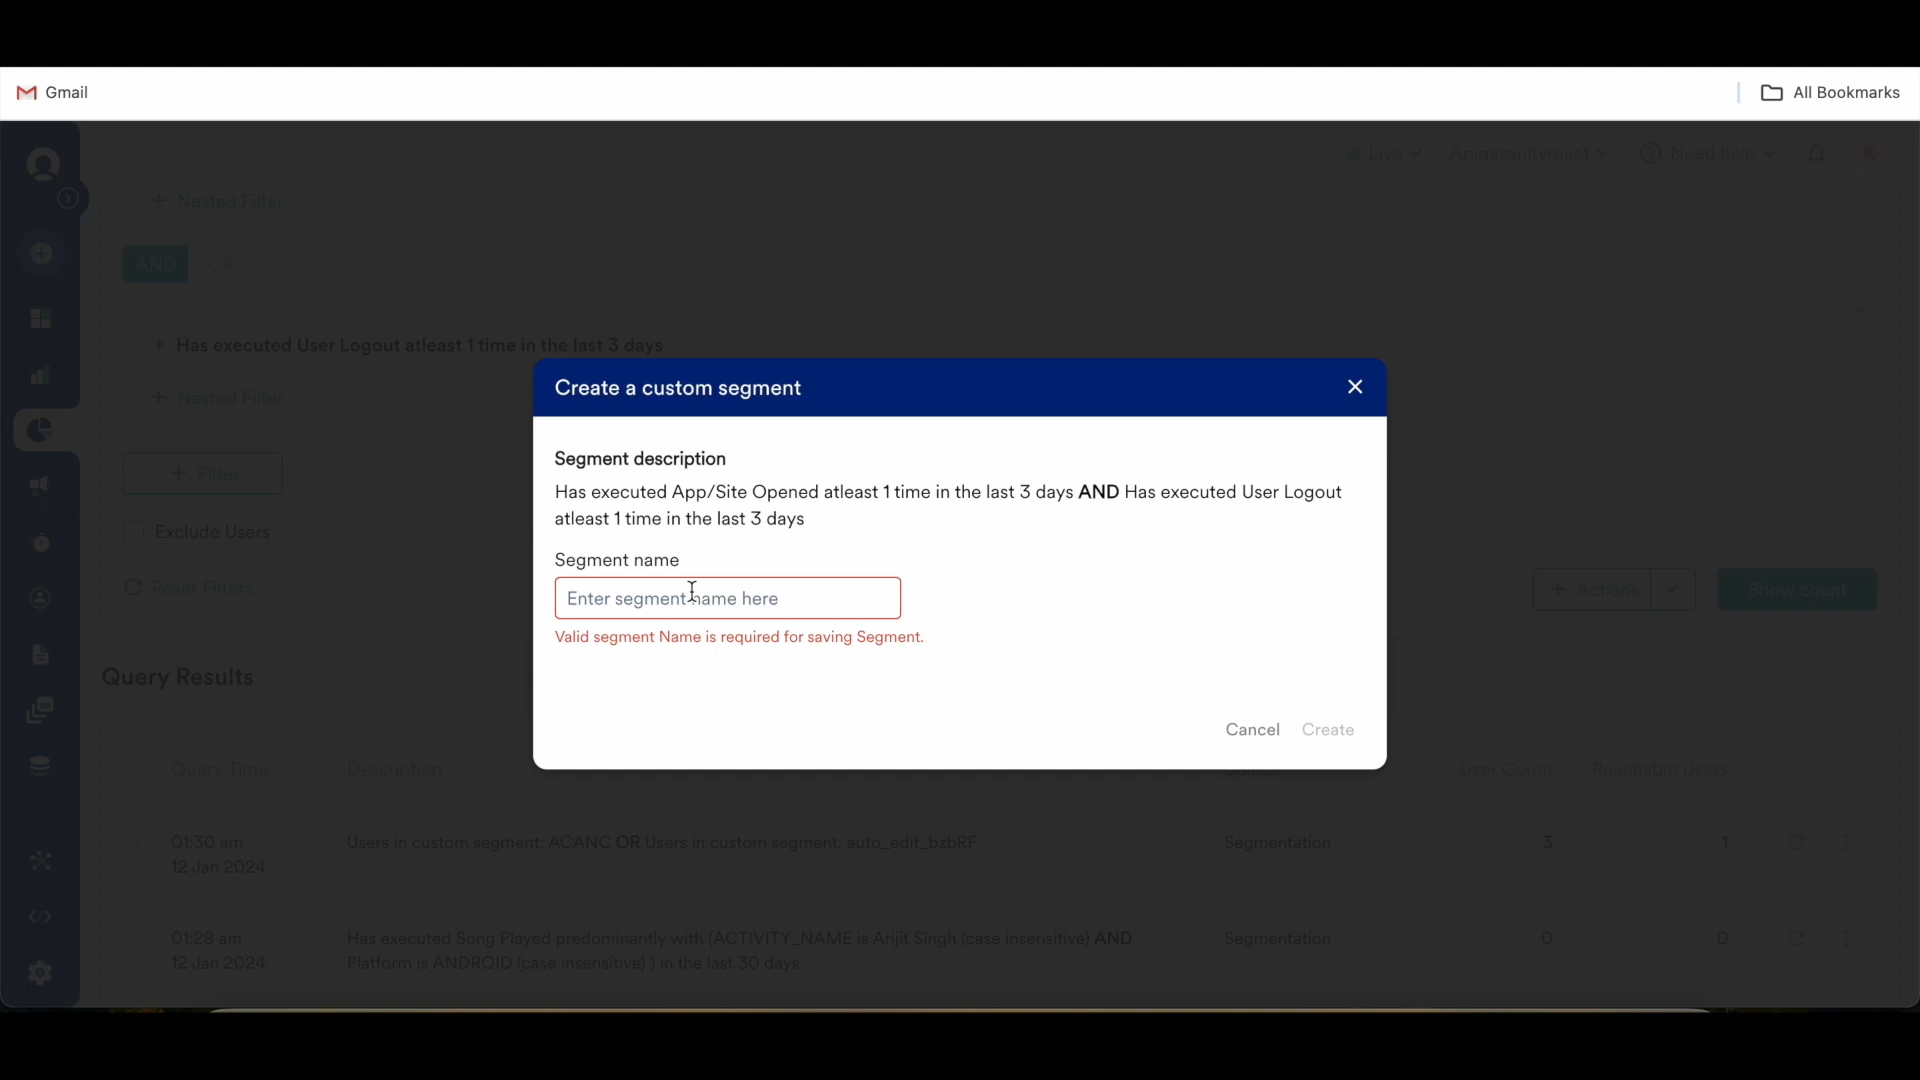 Gmail
All Bookmarks
Live
Apiqasanityreact
Need help
K
+ Nested Filter
AND OR
Has executed User Logout atleast 1 time in the last 3 days
+ Nested Filter
+ Filter
Exclude Users
Reset Filters
+ Actions
Show count
Create a custom segment
Segment description
Has executed App/Site Opened atleast 1 time in the last 3 days AND Has executed User Logout
atleast 1 time in the last 3 days
Segment name
Enter segment name here
Valid segment Name is required for saving Segment.
Cancel Create
Query Results
Query Time Description Source User Count Reachable Users
01:30 am
12 Jan 2024
Users in custom segment: ACANC OR Users in custom segment: auto_edit_bzbRF
Segmentation 3 1
01:28 am
12 Jan 2024
Has executed Song Played predominantly with (ACTIVITY_NAME is Arijit Singh (case insensitive) AND
Platform is ANDROID (case insensitive) ) in the last 30 days
Segmentation 0 0